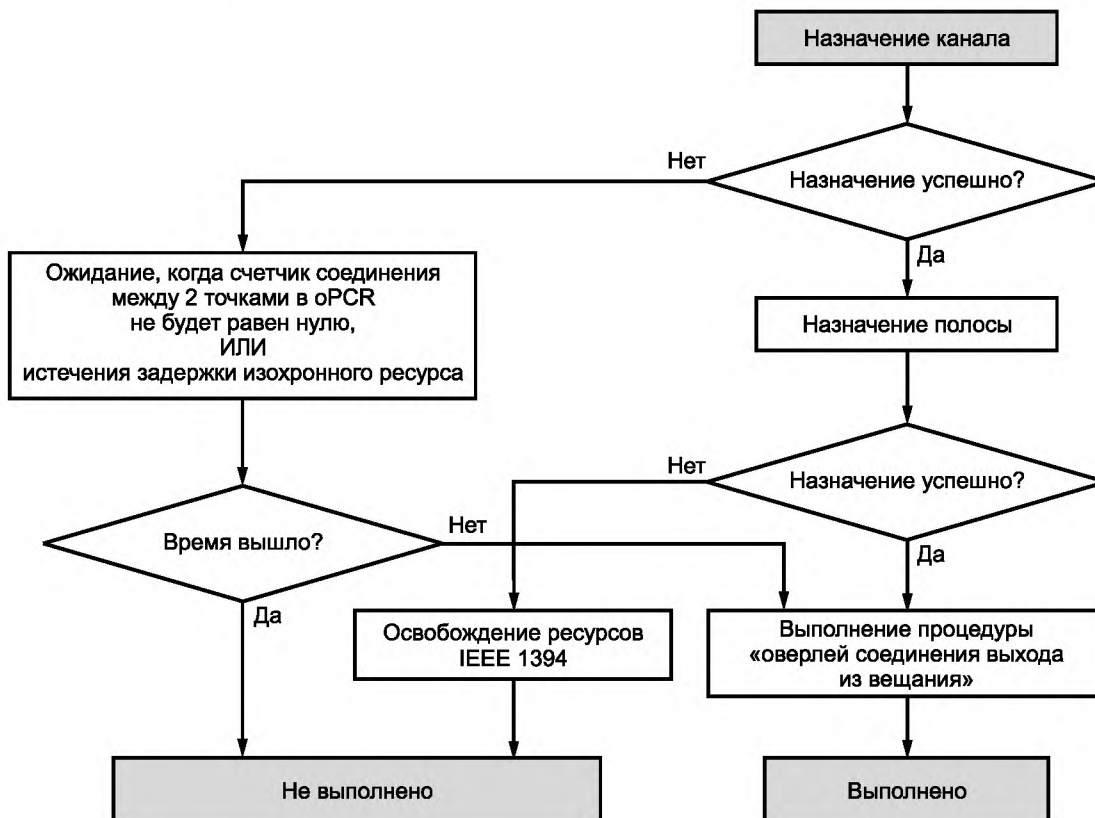 Назначение канала
Нет
Назначение успешно?
Да
Ожидание, когда счетчик соединения
между 2 точками в oPCR
не будет равен нулю,
ИЛИ
истечения задержки изохронного ресурса
Назначение полосы
Нет
Назначение успешно?
Да
Время вышло?
Нет
Да
Освобождение ресурсов
IEEE 1394
Выполнение процедуры
«оверлей соединения выхода
из вещания»
Не выполнено
Выполнено